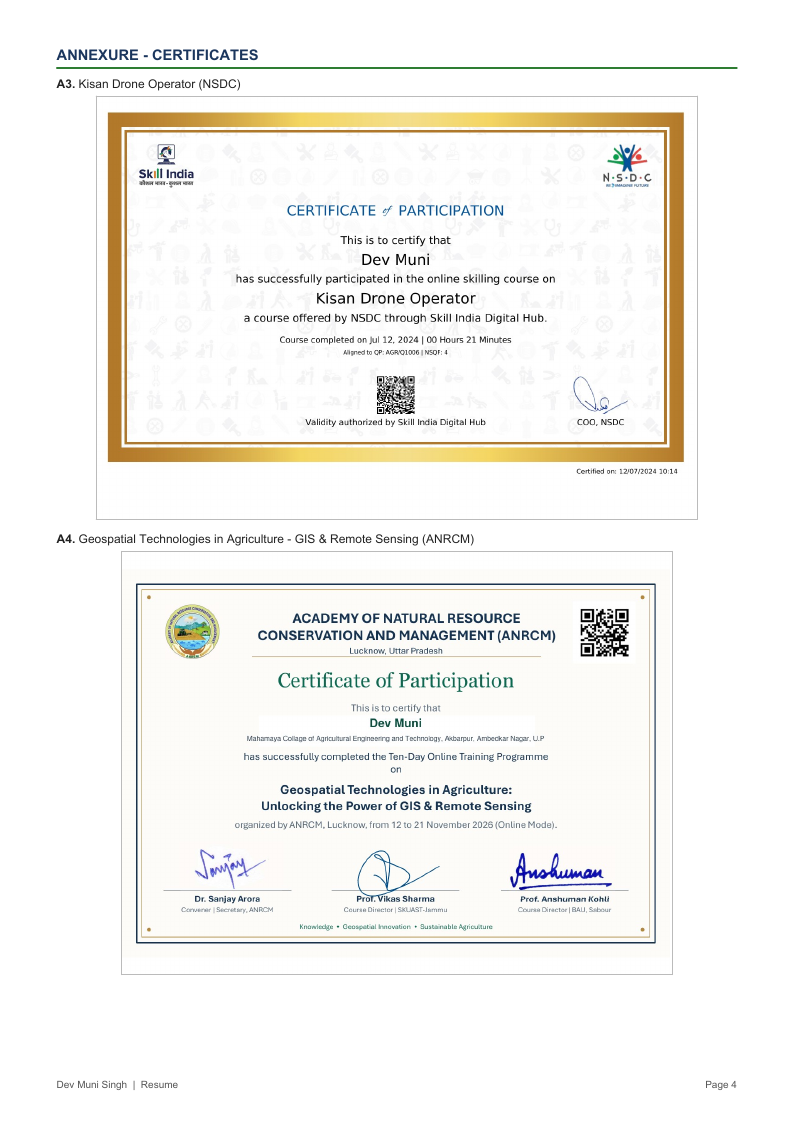 ANNEXURE - CERTIFICATES
A3. Kisan Drone Operator (NSDC)
Skill India
कौशल भारत - कुशल भारत
N·S·D·C
RE IMAGINE FUTURE
CERTIFICATE of PARTICIPATION
This is to certify that
Dev Muni
has successfully participated in the online skilling course on
Kisan Drone Operator
a course offered by NSDC through Skill India Digital Hub.
Course completed on Jul 12, 2024 | 00 Hours 21 Minutes
Aligned to QP: AGR/Q1006 | NSQF: 4
Validity authorized by Skill India Digital Hub
COO, NSDC
Certified on: 12/07/2024 10:14
A4. Geospatial Technologies in Agriculture - GIS & Remote Sensing (ANRCM)
ACADEMY OF NATURAL RESOURCE
CONSERVATION AND MANAGEMENT (ANRCM)
Lucknow, Uttar Pradesh
Certificate of Participation
This is to certify that
Dev Muni
Mahamaya Collage of Agricultural Engineering and Technology, Akbarpur. Ambedkar Nagar, U.P
has successfully completed the Ten-Day Online Training Programme
on
Geospatial Technologies in Agriculture:
Unlocking the Power of GIS & Remote Sensing
organized by ANRCM, Lucknow, from 12 to 21 November 2026 (Online Mode).
Sanjay
Anshuman
Dr. Sanjay Arora
Prof. Vikas Sharma
Prof. Anshuman Kohli
Convener | Secretary, ANRCM
Course Director | SKUAST-Jammu
Course Director | BAU, Sabour
Knowledge • Geospatial Innovation • Sustainable Agriculture
Dev Muni Singh | Resume
Page 4